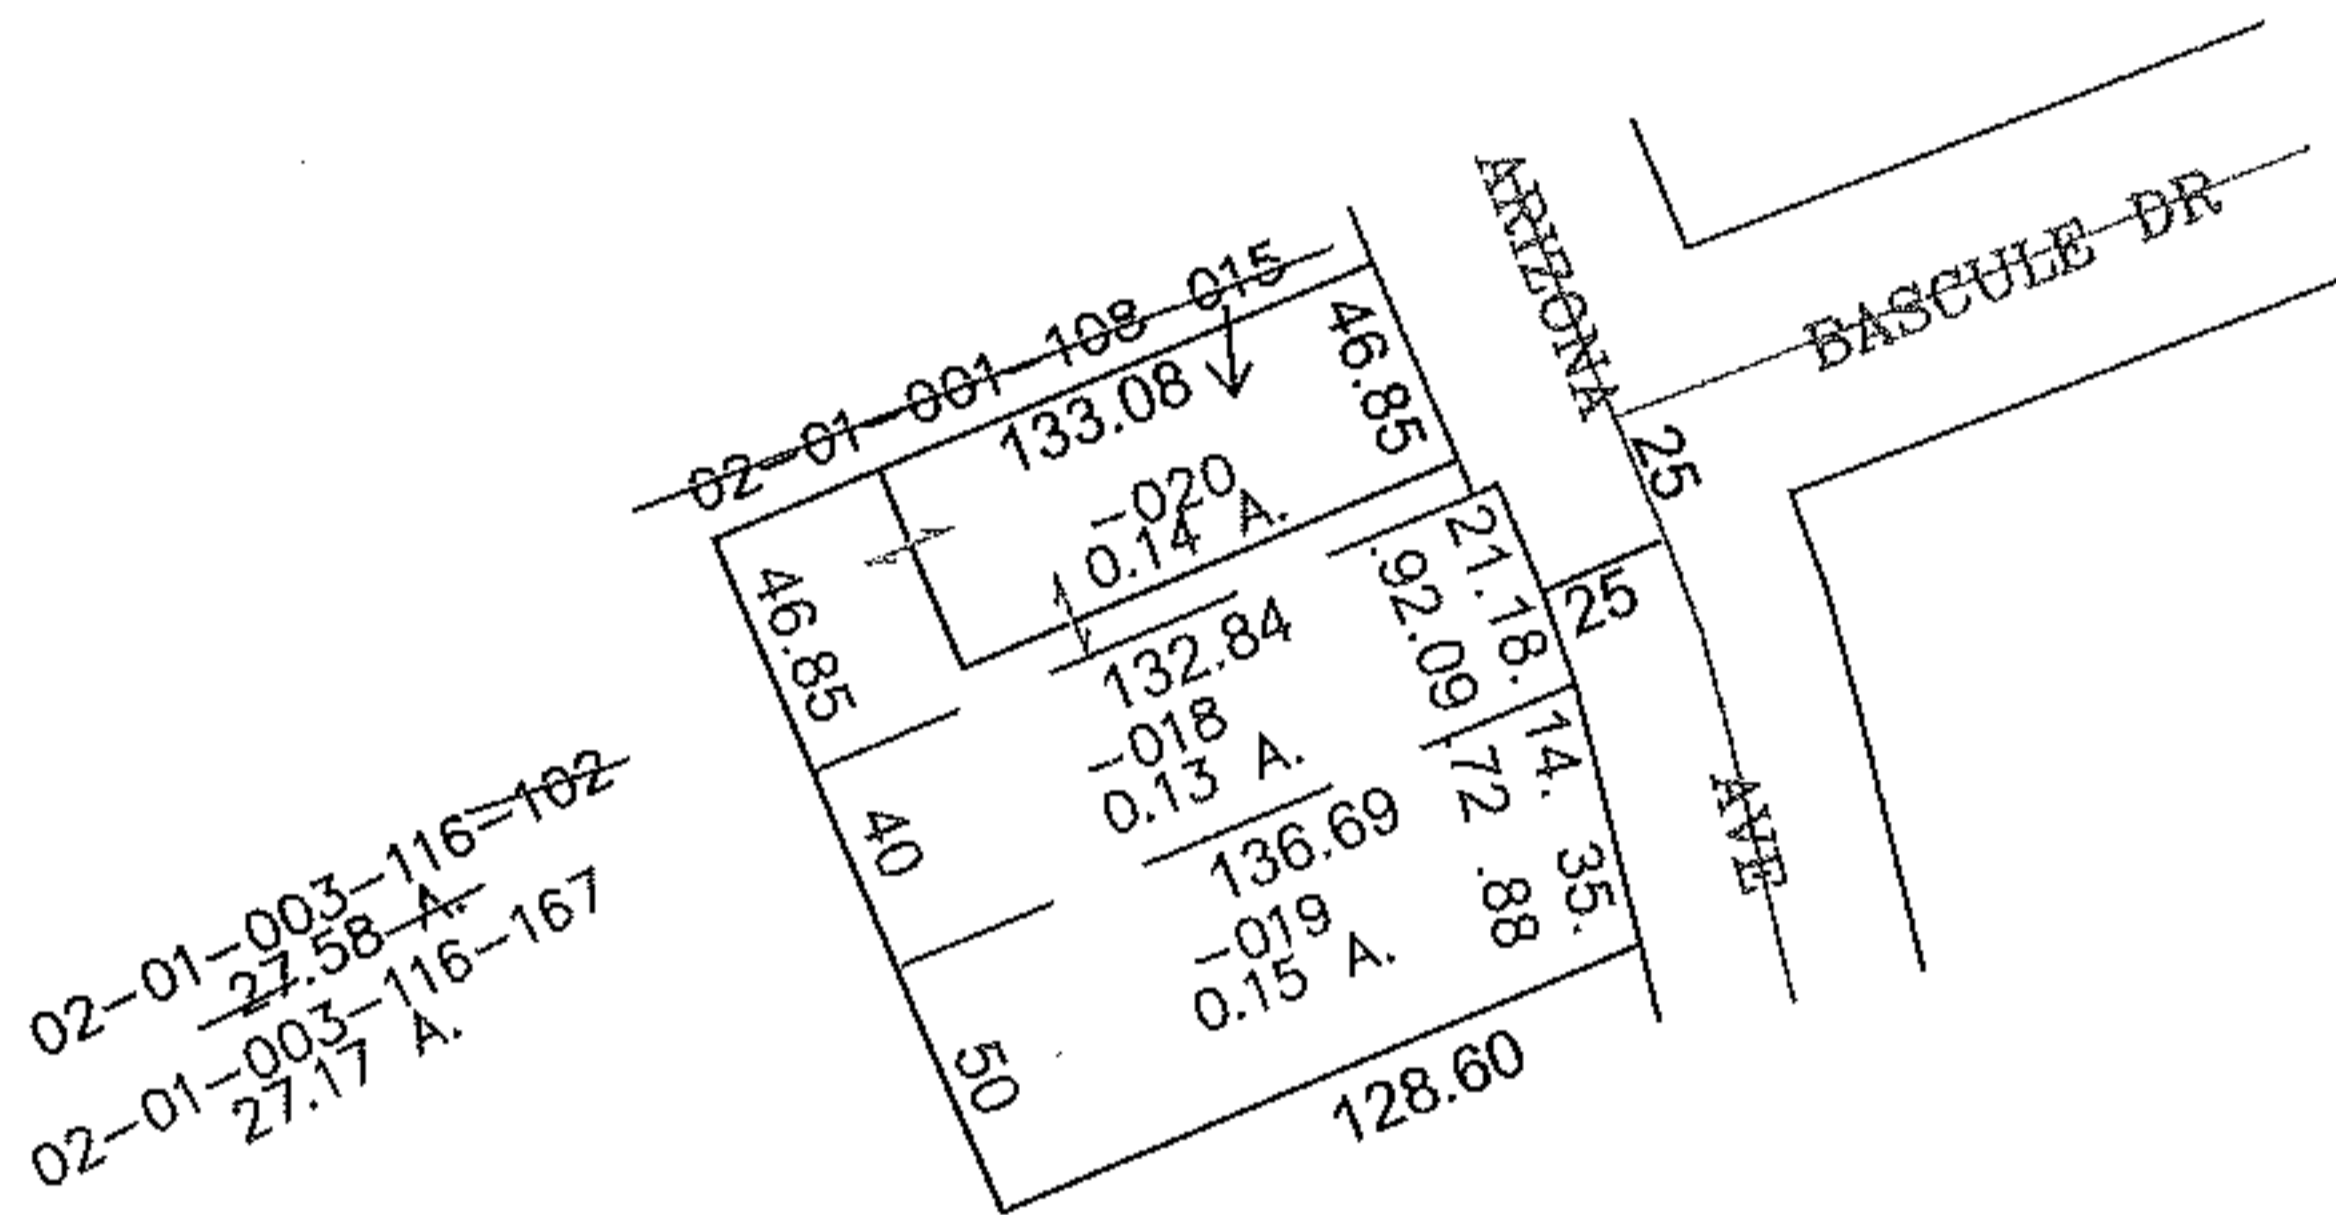 ARIZONA
BASCULE DR
02-01-001-108-015
133.08
46.85
25
-020
0.14 A.
21.18.
.92.09
25
46.85
132.84
-018
0.13 A.
14. 35.
.72 .88
AVE
40
136.69
-019
0.15 A.
50
128.60
02-01-003-116-102
27.58 A.
02-01-003-116-167
27.17 A.